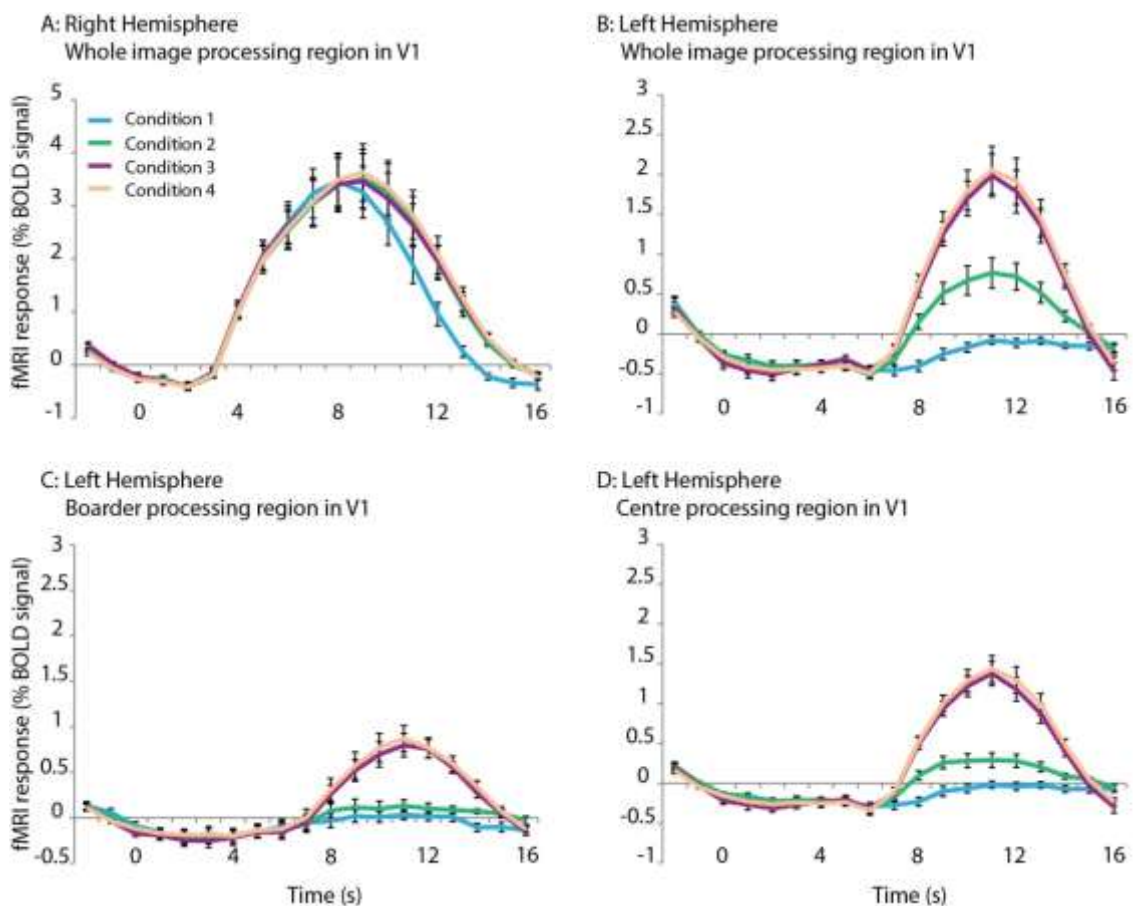 A: Right Hemisphere
Whole image processing region in V1
fMRI response (% BOLD signal)
5
4
3
2
1
0
-1
Condition 1
Condition 2
Condition 3
Condition 4
0 4 8 12 16
B: Left Hemisphere
Whole image processing region in V1
3
2.5
2
1.5
1
0.5
0
-0.5
-1
0 4 8 12 16
C: Left Hemisphere
Boarder processing region in V1
fMRI response (% BOLD signal)
3
2.5
2
1.5
1
0.5
0
-0.5
0 4 8 12 16
Time (s)
D: Left Hemisphere
Centre processing region in V1
3
2.5
2
1.5
1
0.5
0
-0.5
-1
0 4 8 12 16
Time (s)